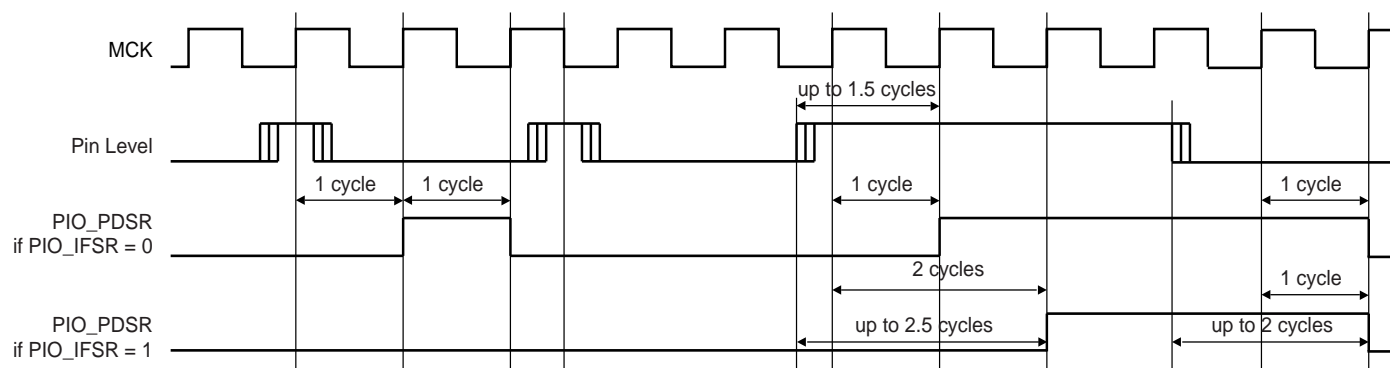 MCK
up to 1.5 cycles
Pin Level
1 cycle
1 cycle
1 cycle
1 cycle
PIO_PDSR
if PIO_IFSR = 0
2 cycles
1 cycle
PIO_PDSR
if PIO_IFSR = 1
up to 2.5 cycles
up to 2 cycles